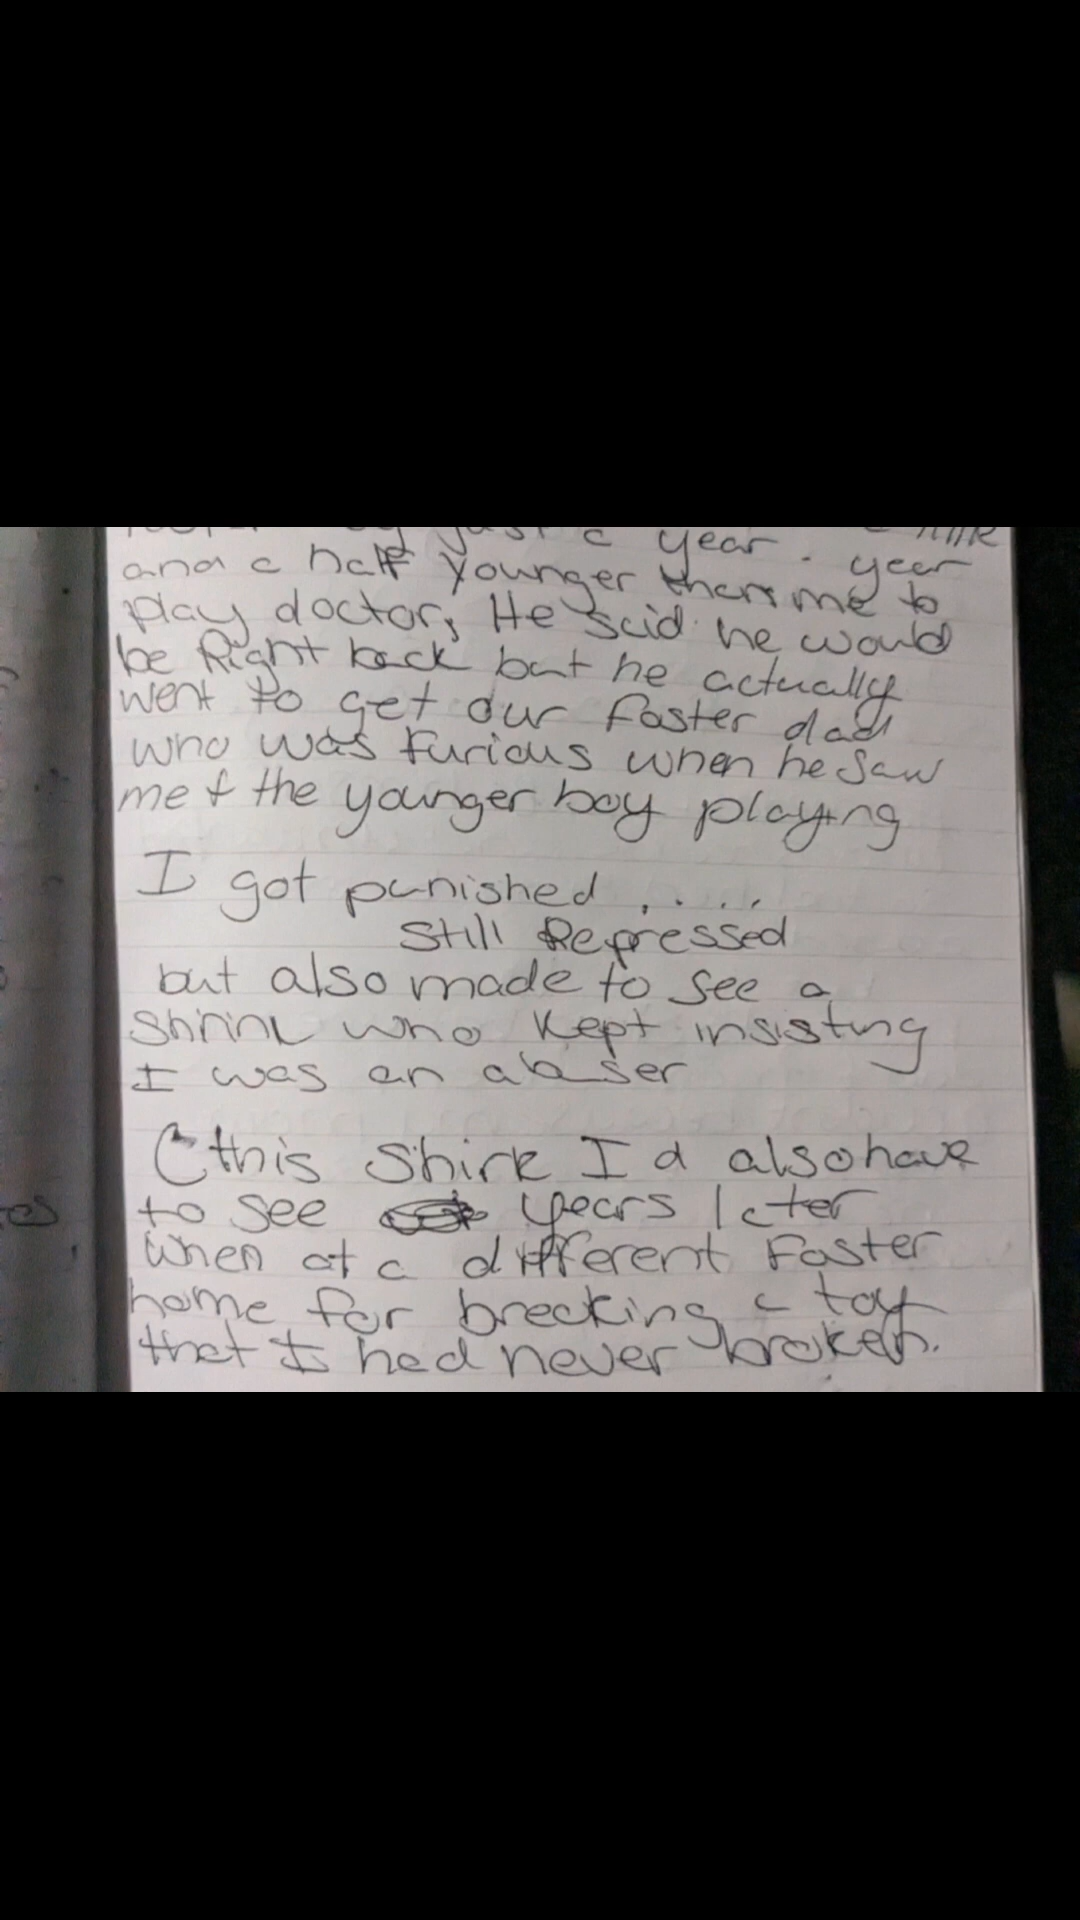 just a year. 
and a half younger than me to year
play doctor, He said he would
be Right back but he actually
went to get our foster dad
who was furious when he saw
me & the younger boy playing
I got punished . . . . .
Still Repressed
but also made to see a
shrink who kept insisting
I was an abuser
(this Shirk I'd also have
to see years later
when at a different foster
home for breaking a toy
that I had never broken.